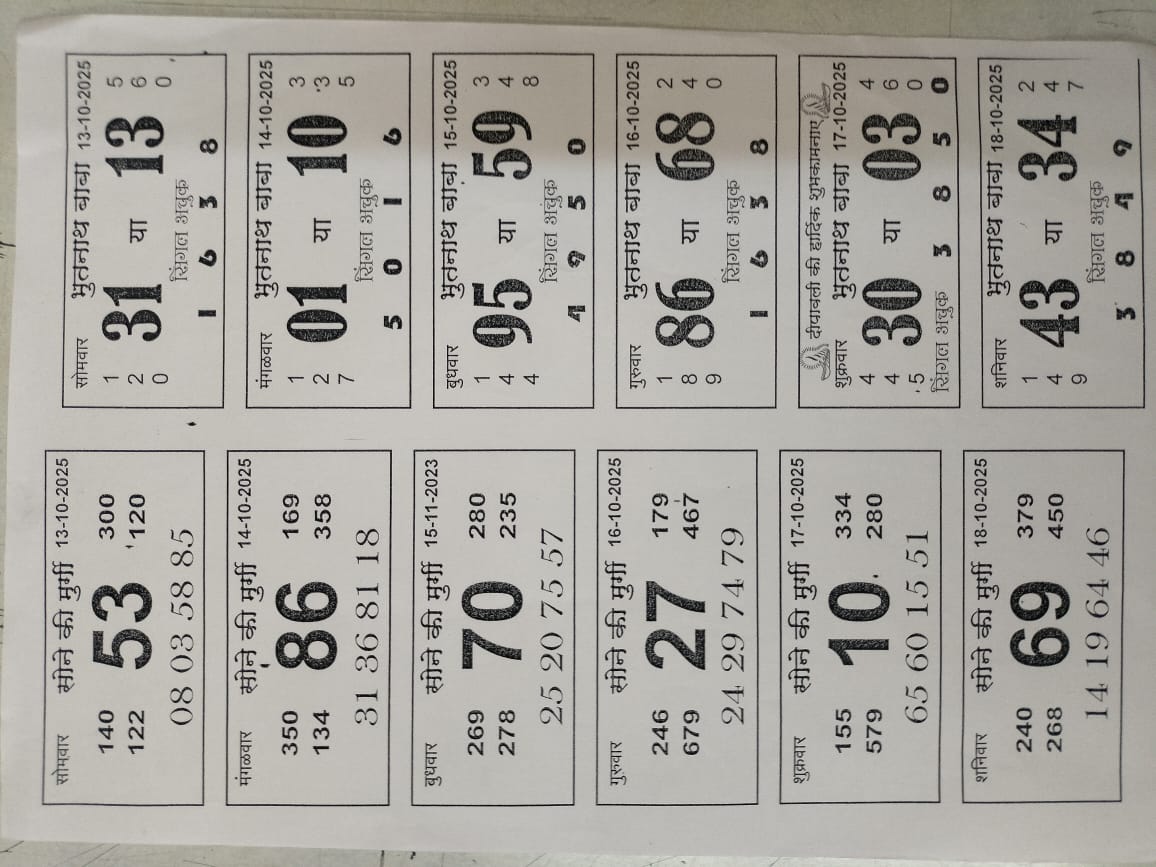 सोमवार सोने की मुर्गी 13-10-2025
140 53 300
122 120
08 03 58 85
सोमवार भुतनाथ बाबा 13-10-2025
1 5
2 31 या 13 6
0 0
सिंगल अचुक
1 6 3 8
मंगळवार सोने की मुर्गी 14-10-2025
350 86 169
134 358
31 36 81 18
मंगळवार भुतनाथ बाबा 14-10-2025
1 3
2 01 या 10 3
7 5
सिंगल अचुक
5 0 1 6
बुधवार सोने की मुर्गी 15-11-2023
269 70 280
278 235
25 20 75 57
बुधवार भुतनाथ बाबा 15-10-2025
1 3
4 95 या 59 4
4 8
सिंगल अचुक
4 9 5 0
गुरुवार सोने की मुर्गी 16-10-2025
246 27 179
679 467
24 29 74 79
गुरुवार भुतनाथ बाबा 16-10-2025
1 2
8 86 या 68 4
9 0
सिंगल अचुक
1 6 3 8
शुक्रवार सोने की मुर्गी 17-10-2025
155 10 334
579 280
65 60 15 51
दीपावली की हार्दिक शुभकामनाए
शुक्रवार भुतनाथ बाबा 17-10-2025
4 4
4 30 या 03 6
5 0
सिंगल अचुक 3 8 5 0
शनिवार सोने की मुर्गी 18-10-2025
240 69 379
268 450
14 19 64 46
शनिवार भुतनाथ बाबा 18-10-2025
1 2
4 43 या 34 4
9 7
सिंगल अचुक
3 8 4 9